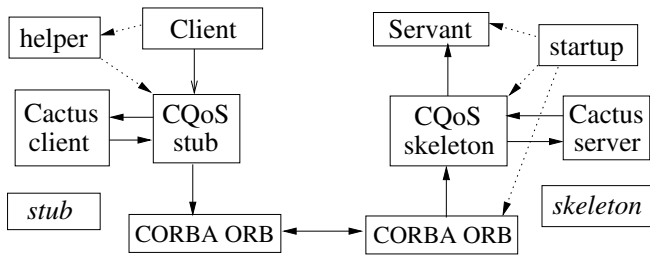 helper
Client
Servant
startup
Cactus
client
CQoS
stub
CQoS
skeleton
Cactus
server
stub
skeleton
CORBA ORB
CORBA ORB